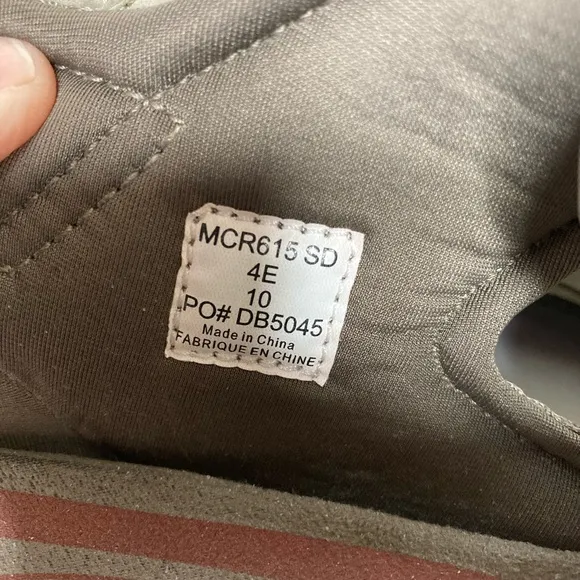 MCR615 SD
4E
10
PO# DB5045
Made in China
FABRIQUE EN CHINE